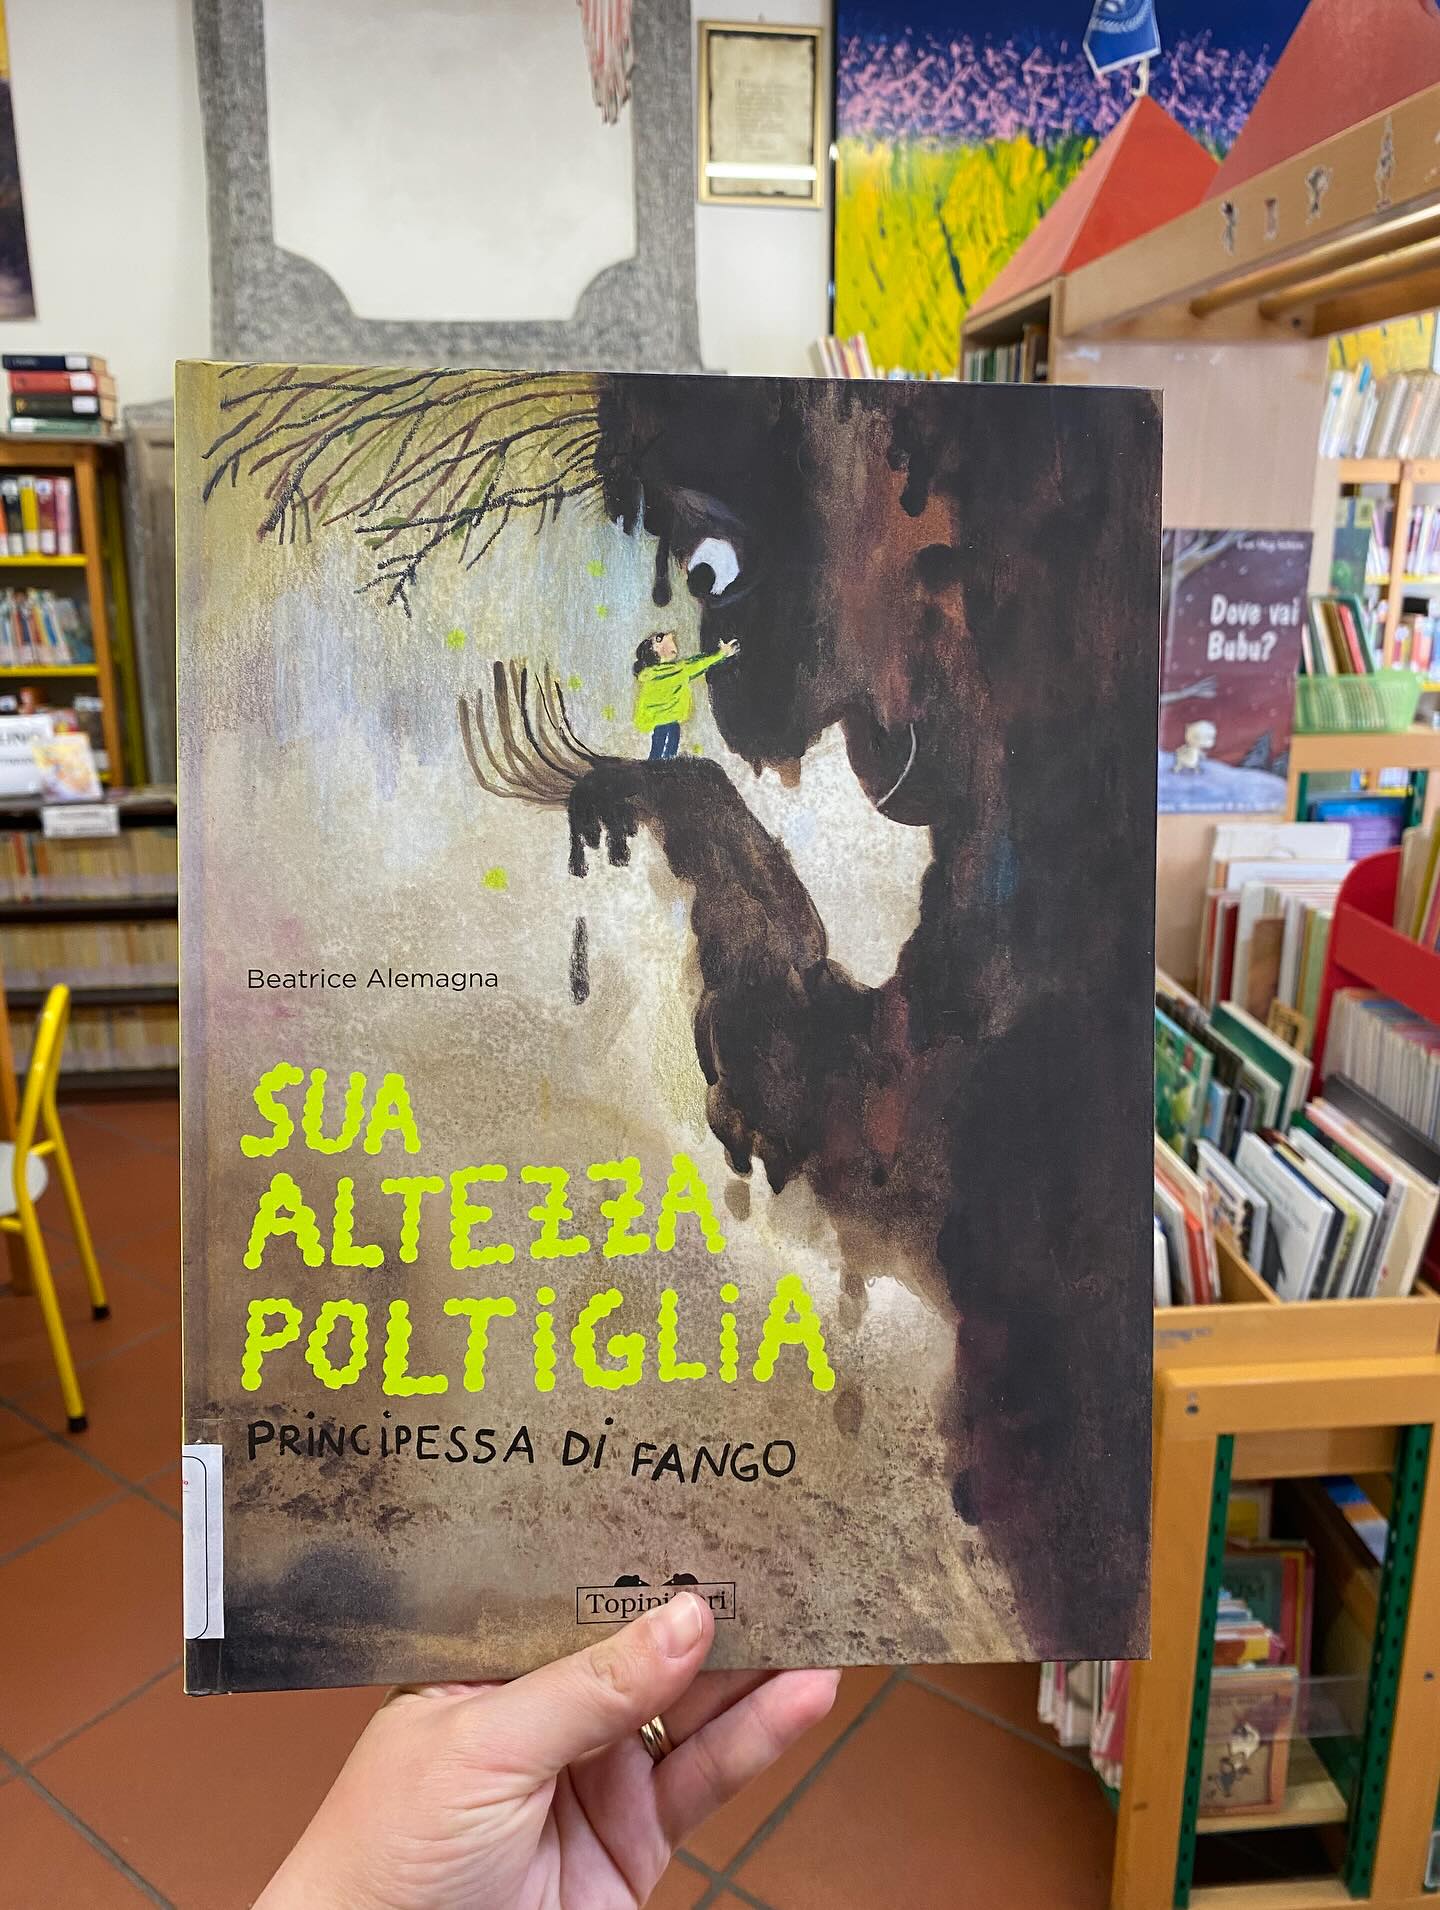 Beatrice Alemagna
SUA
ALTEZZA
POLTIGLIA
PRINCIPESSA DI FANGO
Dove vai
Bubu?